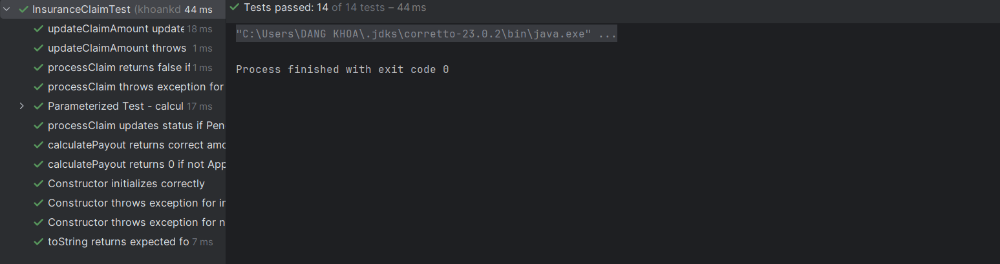 InsuranceClaimTest (khoankd 44 ms
updateClaimAmount update 18 ms
updateClaimAmount throws 1 ms
processClaim returns false if 1 ms
processClaim throws exception for
Parameterized Test - calcul 17 ms
processClaim updates status if Pen
calculatePayout returns correct amo
calculatePayout returns 0 if not App
Constructor initializes correctly
Constructor throws exception for in
Constructor throws exception for n
toString returns expected fo 7 ms
Tests passed: 14 of 14 tests – 44 ms
"C:\Users\DANG KHOA\.jdks\corretto-23.0.2\bin\java.exe" ...
Process finished with exit code 0